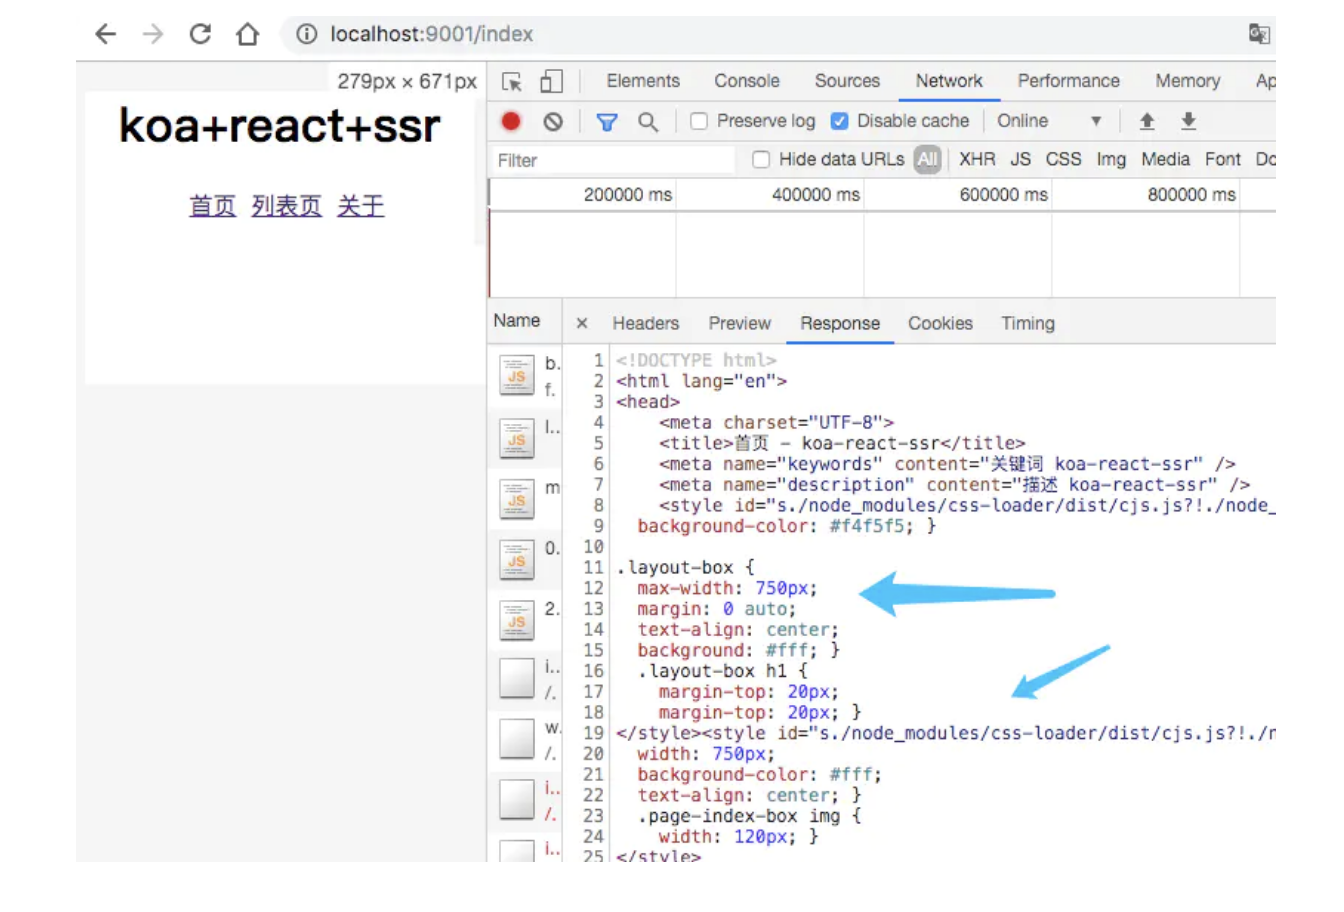 localhost:9001/index
279px × 671px
koa+react+ssr
首页 列表页 关于
Elements Console Sources Network Performance Memory Ap
Preserve log Disable cache Online
Filter Hide data URLs All XHR JS CSS Img Media Font Do
200000 ms 400000 ms 600000 ms 800000 ms
Name × Headers Preview Response Cookies Timing
JS b.
f.
JS l..
JS m
JS 0.
JS 2.
i..
/.
w.
/.
i..
/.
i..
1 <!DOCTYPE html>
2 <html lang="en">
3 <head>
4 <meta charset="UTF-8">
5 <title>首页 - koa-react-ssr</title>
6 <meta name="keywords" content="关键词 koa-react-ssr" />
7 <meta name="description" content="描述 koa-react-ssr" />
8 <style id="s./node_modules/css-loader/dist/cjs.js?!./node_
9 background-color: #f4f5f5; }
10
11 .layout-box {
12 max-width: 750px;
13 margin: 0 auto;
14 text-align: center;
15 background: #fff; }
16 .layout-box h1 {
17 margin-top: 20px;
18 margin-top: 20px; }
19 </style><style id="s./node_modules/css-loader/dist/cjs.js?!./n
20 width: 750px;
21 background-color: #fff;
22 text-align: center; }
23 .page-index-box img {
24 width: 120px; }
25 </style>